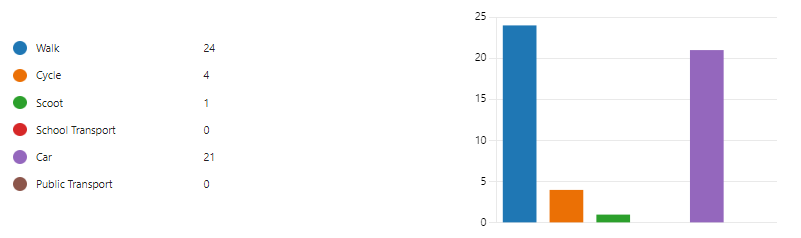 Walk 24
Cycle 4
Scoot 1
School Transport 0
Car 21
Public Transport 0
25
20
15
10
5
0